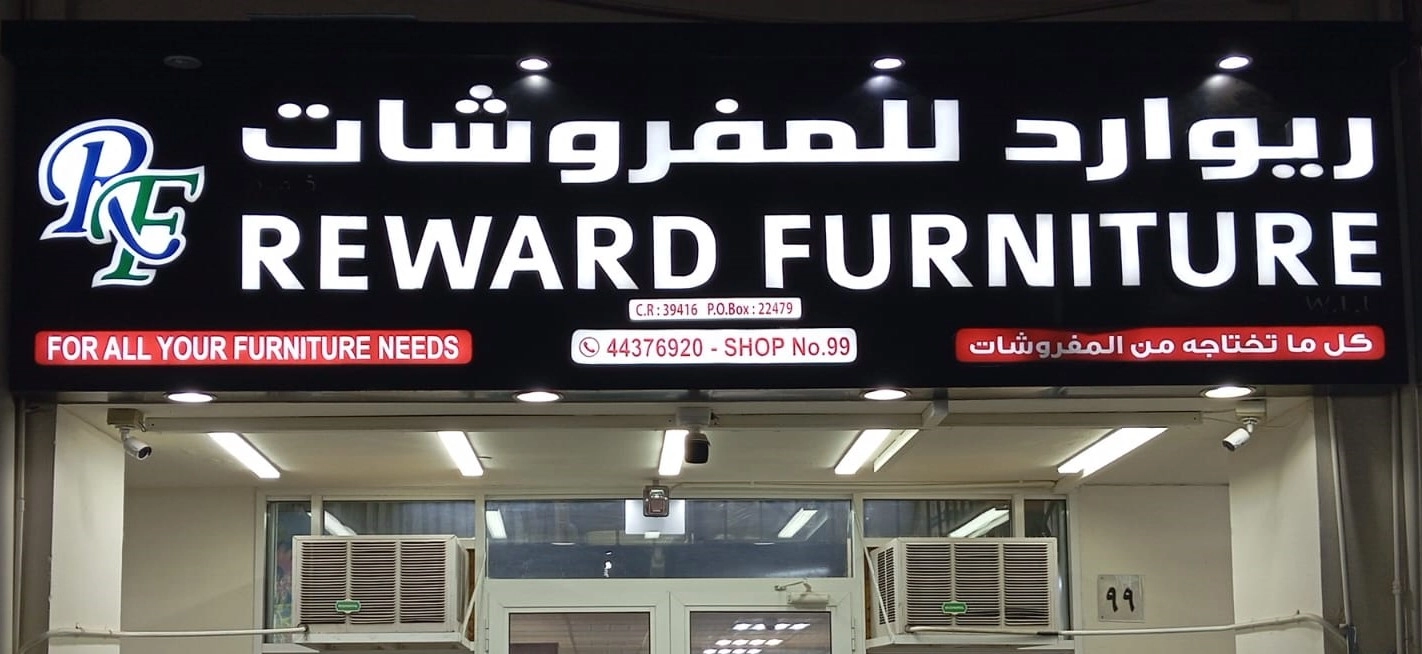 ريوارد للمفروشات
RF
REWARD FURNITURE
C.R : 39416 P.O.Box : 22479
FOR ALL YOUR FURNITURE NEEDS
44376920 - SHOP No.99
كل ما تختاجه من المفروشات
W.L.L
٩٩